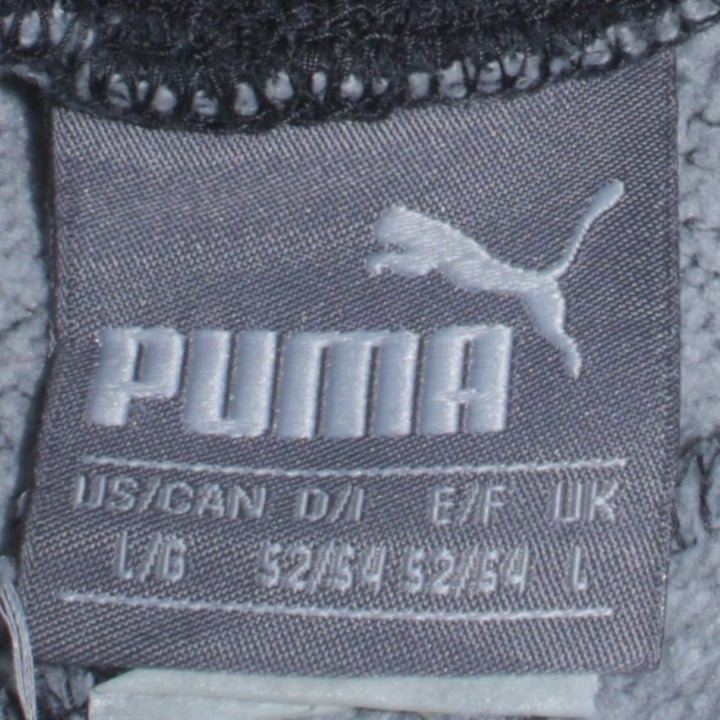 PUMA
US/CAN D/I E/F UK
L/G 52/54 52/54 L